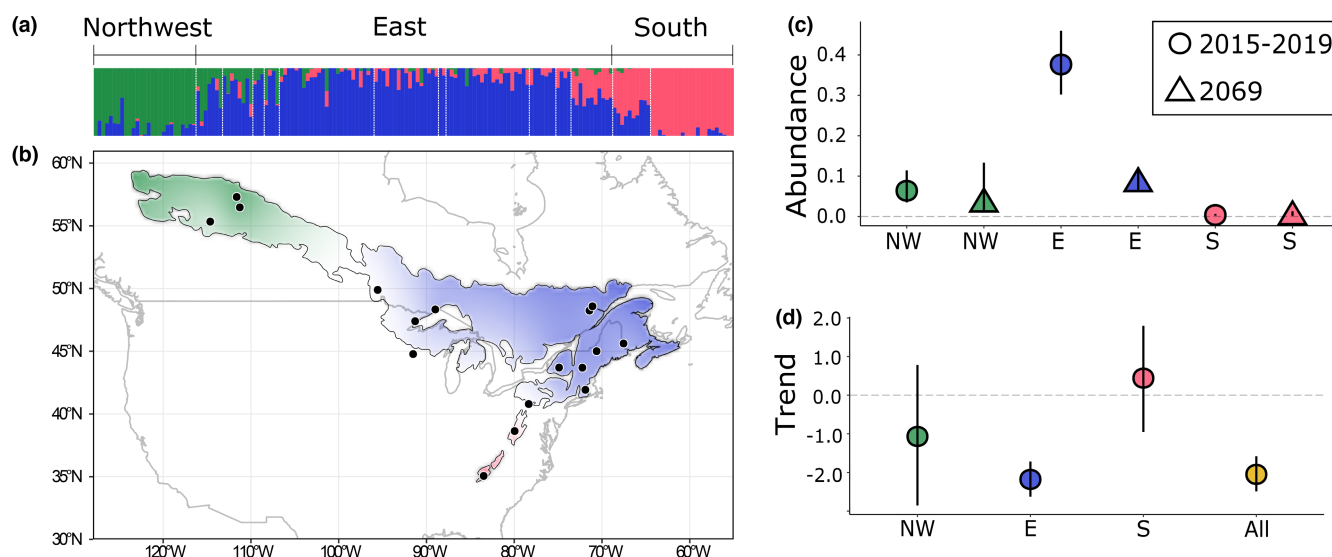 (a)
Northwest East South
(b)
60°N
55°N
50°N
45°N
40°N
35°N
30°N
120°W 110°W 100°W 90°W 80°W 70°W 60°W
(c)
Abundance
0.4
0.3
0.2
0.1
0.0
NW NW E E S S
2015-2019
2069
(d)
Trend
2.0
1.0
0.0
-1.0
-2.0
NW E S All